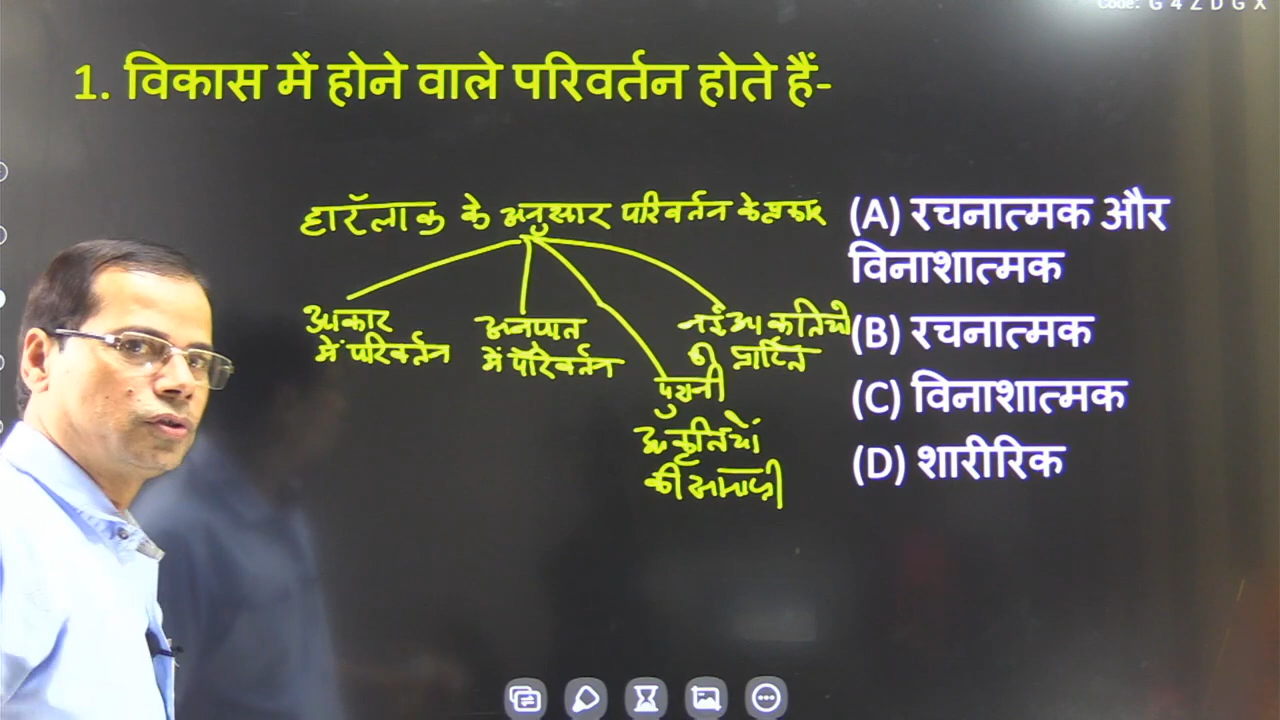 Code: G 4 Z D G X
1. विकास में होने वाले परिवर्तन होते हैं-
हारॅलाक के अनुसार परिवर्तन के प्रकार
आकार
में परिवर्तन
अनुपात
में परिवर्तन
पुरानी
आकृतियों
की समाप्ती
नई आकृतियों
की प्राप्ति
(A) रचनात्मक और
विनाशात्मक
(B) रचनात्मक
(C) विनाशात्मक
(D) शारीरिक